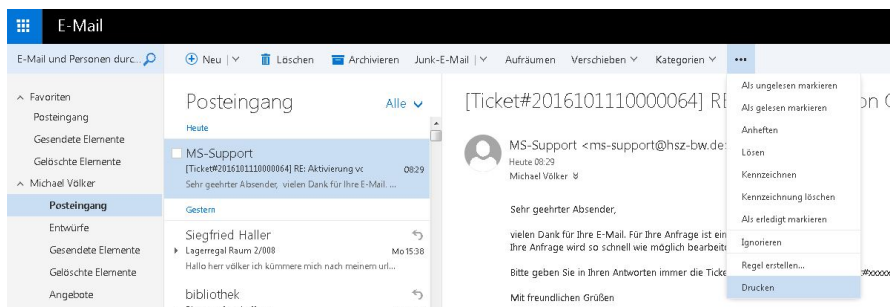 E-Mail
E-Mail und Personen durc...
Neu
Löschen
Archivieren
Junk-E-Mail
Aufräumen
Verschieben
Kategorien
•••
Favoriten
Posteingang
Gesendete Elemente
Gelöschte Elemente
Michael Völker
Posteingang
Entwürfe
Gesendete Elemente
Gelöschte Elemente
Angebote
Posteingang
Alle
Heute
MS-Support
[Ticket#2016101110000064] RE: Aktivierung vc 08:29
Sehr geehrter Absender, vielen Dank für Ihre E-Mail. ...
Gestern
Siegfried Haller
Lagerregal Raum 2/008 Mo 15:38
Hallo herr völker ich kümmere mich nach meinem url...
bibliothek
[Ticket#2016101110000064] RE
MS-Support <ms-support@hsz-bw.de
Heute 08:29
Michael Völker
Sehr geehrter Absender,
vielen Dank für Ihre E-Mail. Für Ihre Anfrage ist ein
Ihre Anfrage wird so schnell wie möglich bearbeit
Bitte geben Sie in Ihren Antworten immer die Ticke
Mit freundlichen Grüßen
Als ungelesen markieren
Als gelesen markieren
Anheften
Lösen
Kennzeichnen
Kennzeichnung löschen
Als erledigt markieren
Ignorieren
Regel erstellen...
Drucken